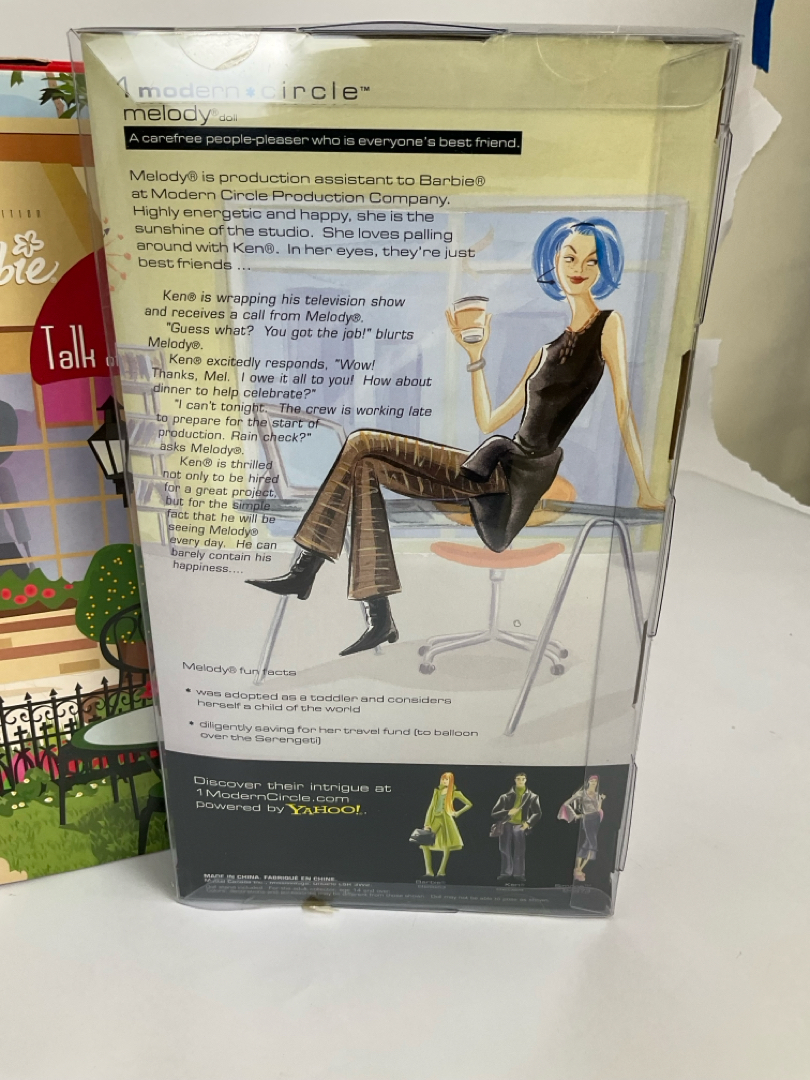 1 modern circle™
melody® doll
A carefree people-pleaser who is everyone's best friend.
Melody® is production assistant to Barbie®
at Modern Circle Production Company.
Highly energetic and happy, she is the
sunshine of the studio. She loves palling
around with Ken®. In her eyes, they're just
best friends ...
Ken® is wrapping his television show
and receives a call from Melody®.
"Guess what? You got the job!" blurts
Melody®.
Ken® excitedly responds, "Wow!
Thanks, Mel. I owe it all to you! How about
dinner to help celebrate?"
"I can't tonight. The crew is working late
to prepare for the start of
production. Rain check?"
asks Melody®.
Ken® is thrilled
not only to be hired
for a great project,
but for the simple
fact that he will be
seeing Melody®
every day. He can
barely contain his
happiness....
Melody® fun facts
• was adopted as a toddler and considers
herself a child of the world
• diligently saving for her travel fund (to balloon
over the Serengeti)
Discover their intrigue at
1ModernCircle.com
powered by YAHOO!.
MADE IN CHINA. FABRIQUÉ EN CHINE.
Barbie®
Ken®
Talk